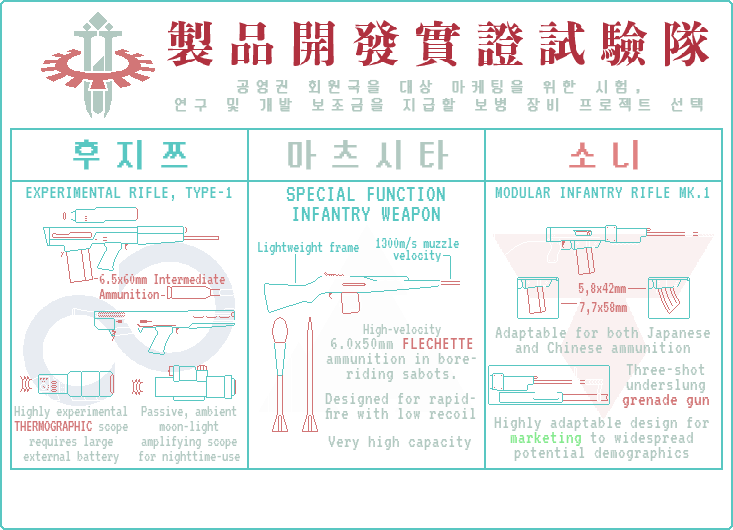 製品開發實證試驗隊
공영권 회원국을 대상 마케팅을 위한 시험,
연구 및 개발 보조금을 지급할 보병 장비 프로젝트 선택
후지쯔
마츠시타
소니
EXPERIMENTAL RIFLE, TYPE-1
6.5x60mm Intermediate
Ammunition
Highly experimental
THERMOGRAPHIC scope
requires large
external battery
Passive, ambient
moon-light
amplifying scope
for nighttime-use
SPECIAL FUNCTION
INFANTRY WEAPON
Lightweight frame
1300m/s muzzle
velocity
High-velocity
6.0x50mm FLECHETTE
ammunition in bore-
riding sabots.
Designed for rapid-
fire with low recoil
Very high capacity
MODULAR INFANTRY RIFLE MK.1
5,8x42mm
7,7x58mm
Adaptable for both Japanese
and Chinese ammunition
Three-shot
underslung
grenade gun
Highly adaptable design for
marketing to widespread
potential demographics